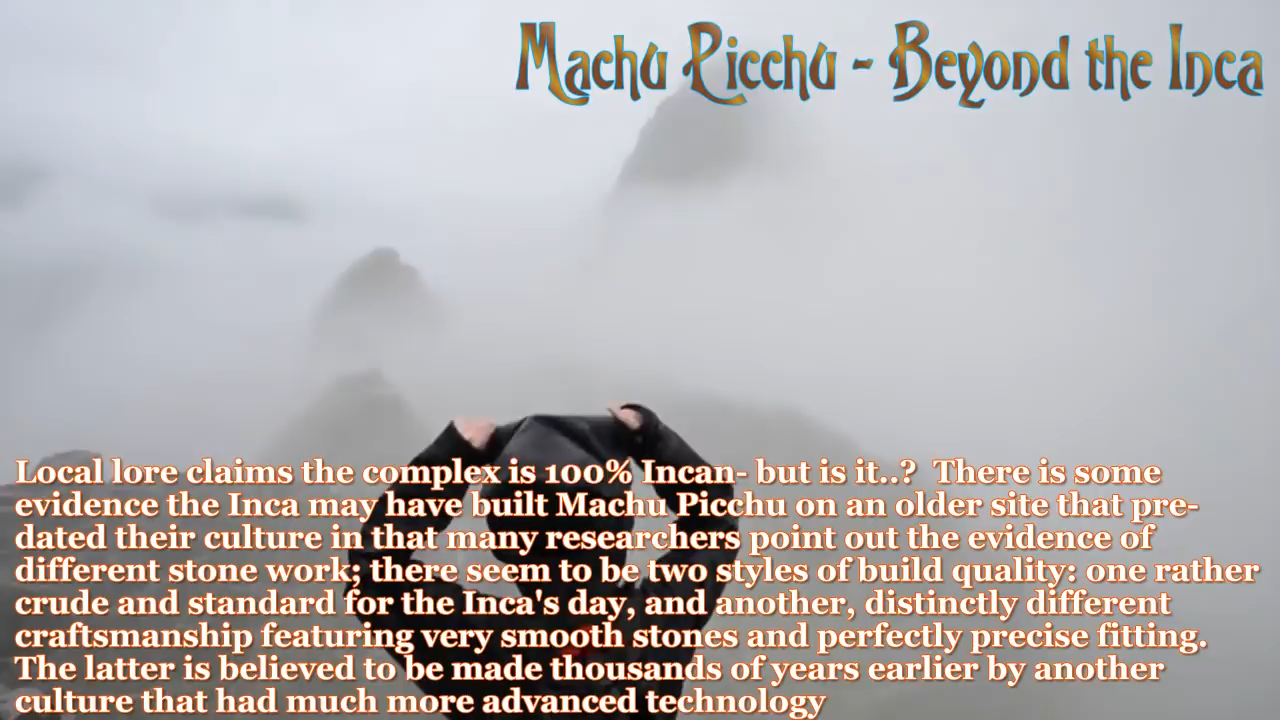 Machu Picchu - Beyond the Inca
Local lore claims the complex is 100% Incan- but is it..?  There is some
evidence the Inca may have built Machu Picchu on an older site that pre-
dated their culture in that many researchers point out the evidence of
different stone work; there seem to be two styles of build quality: one rather
crude and standard for the Inca's day, and another, distinctly different
craftsmanship featuring very smooth stones and perfectly precise fitting.
The latter is believed to be made thousands of years earlier by another
culture that had much more advanced technology